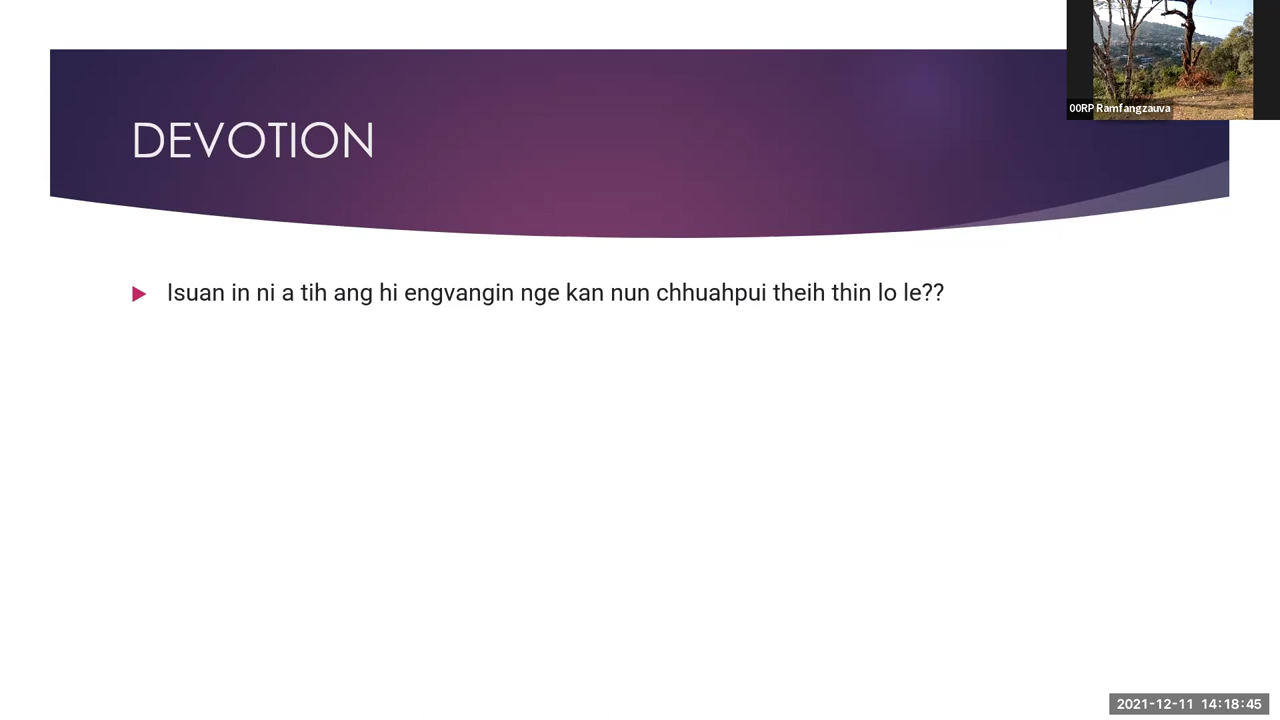 00RP Ramfangzauva
DEVOTION
Isuan in ni a tih ang hi engvangin nge kan nun chhuahpui theih thin lo le??
2021-12-11 14:18:45